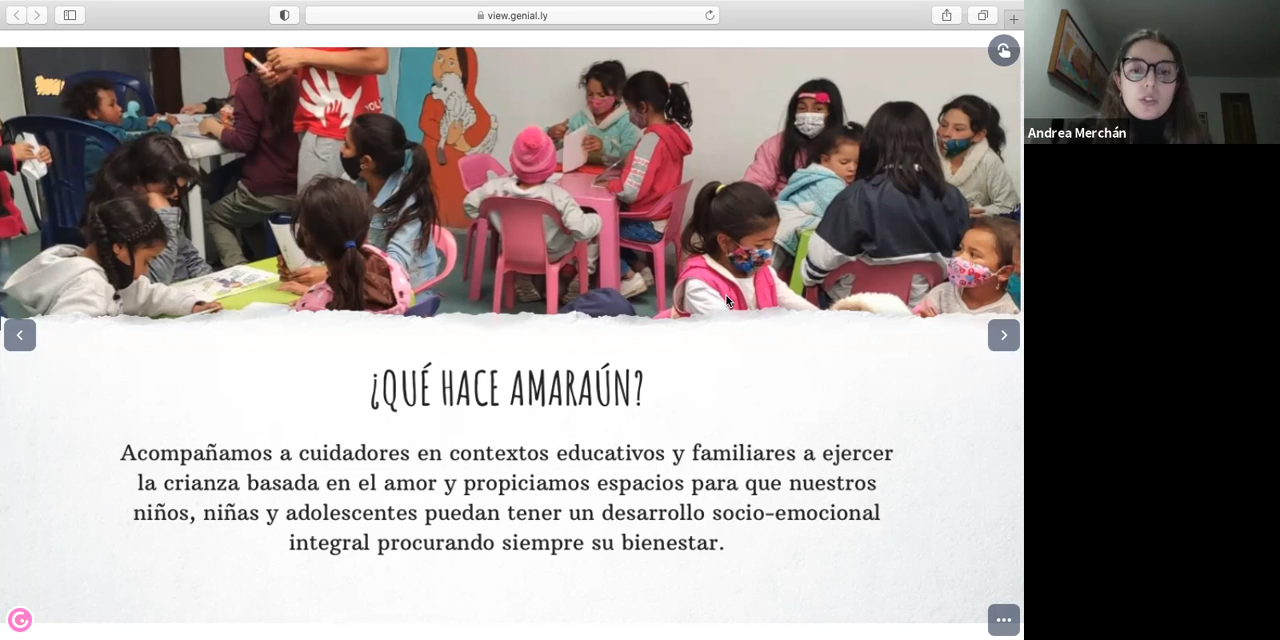 view.genial.ly
Andrea Merchán
¿QUÉ HACE AMARAÚN?
Acompañamos a cuidadores en contextos educativos y familiares a ejercer
la crianza basada en el amor y propiciamos espacios para que nuestros
niños, niñas y adolescentes puedan tener un desarrollo socio-emocional
integral procurando siempre su bienestar.